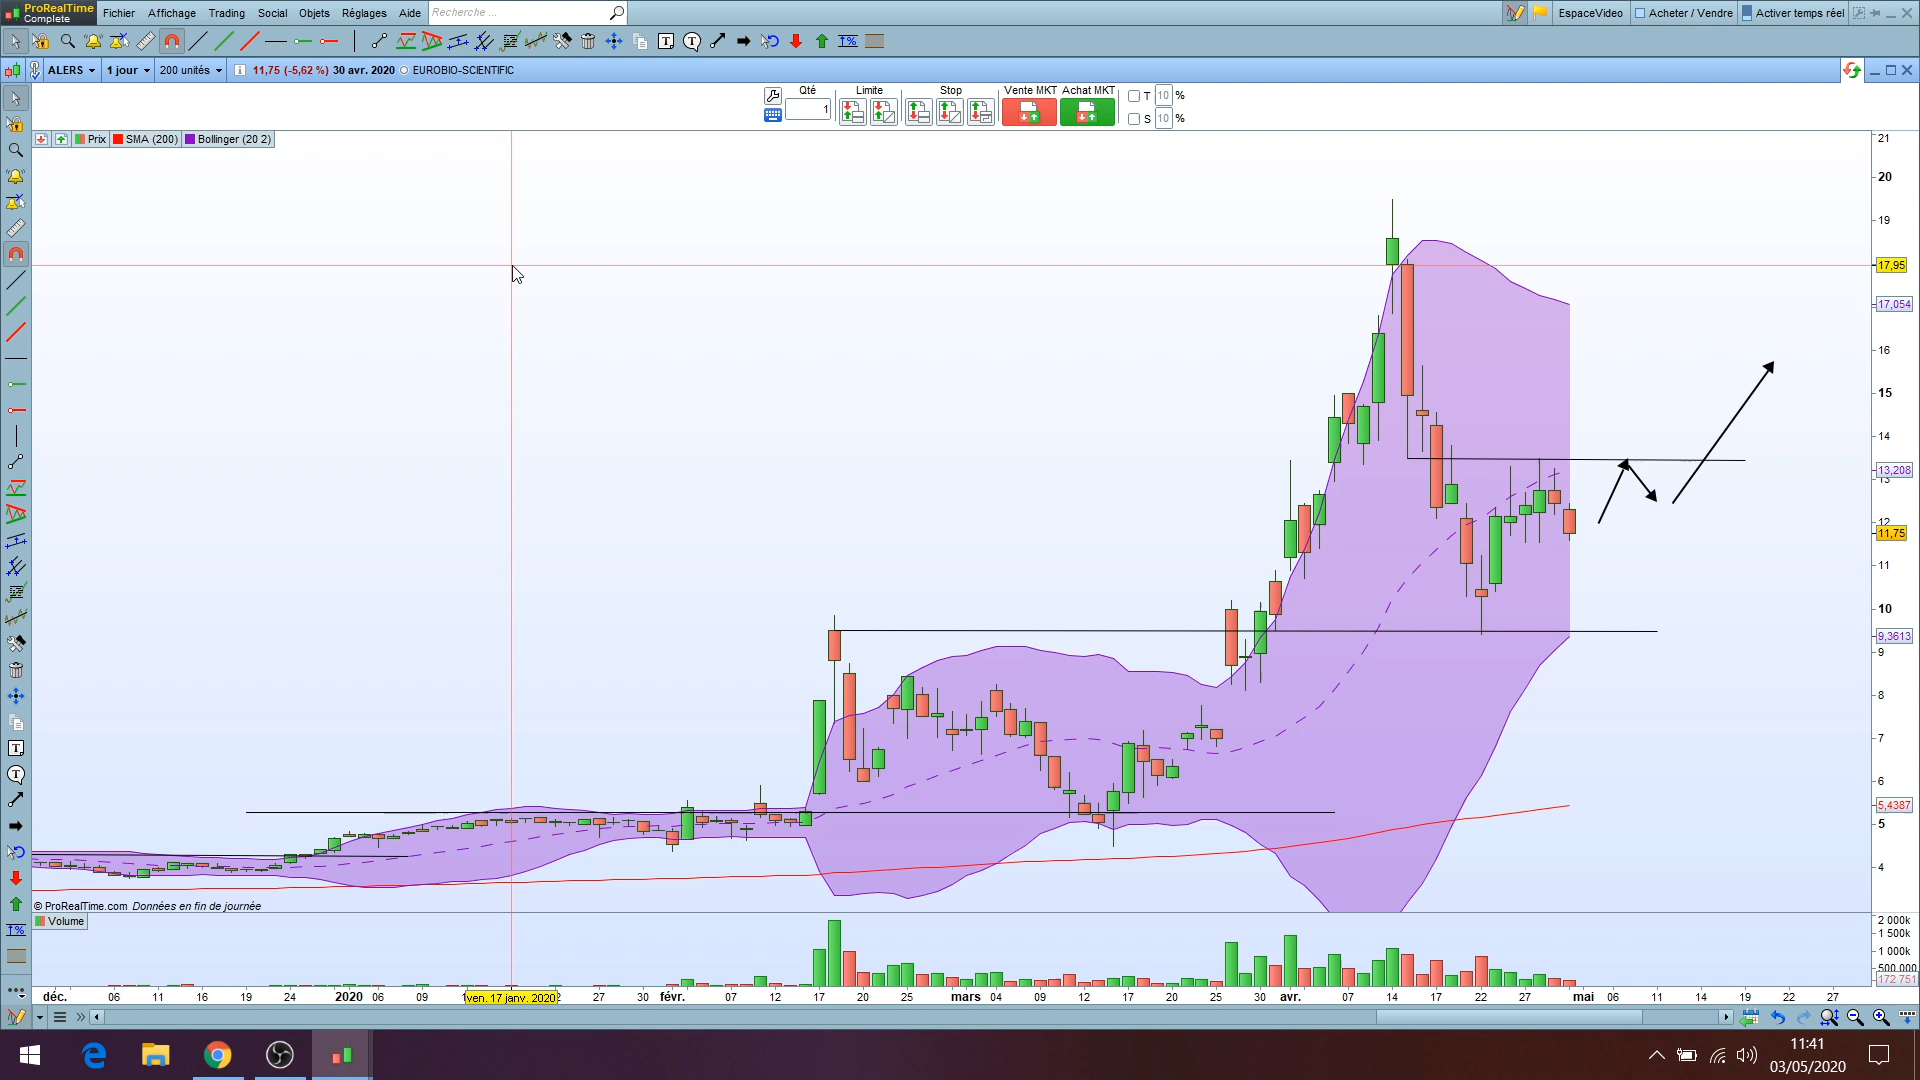 ProRealTime
Complete
Fichier Affichage Trading Social Objets Réglages Aide Recherche ... EspaceVideo Acheter / Vendre Activer temps réel
ALERS 1 jour 200 unités 11,75 (-5,62 %) 30 avr. 2020 EUROBIO-SCIENTIFIC
Qté Limite Stop Vente MKT Achat MKT T 10 %
1 S 10 %
Prix SMA (200) Bollinger (20 2)
21
20
19
17,95
17,054
16
15
14
13,208
13
12
11,75
11
10
9,3613
9
8
7
6
5,4387
5
4
© ProRealTime.com Données en fin de journée
Volume
2 000k
1 500k
1 000k
500 000
172 751
déc. 06 11 16 19 24 2020 06 09 ven. 17 janv. 2020 27 30 févr. 07 12 17 20 25 mars 04 09 12 17 20 25 30 avr. 07 14 17 22 27 mai 06 11 14 19 22 27
11:41
03/05/2020